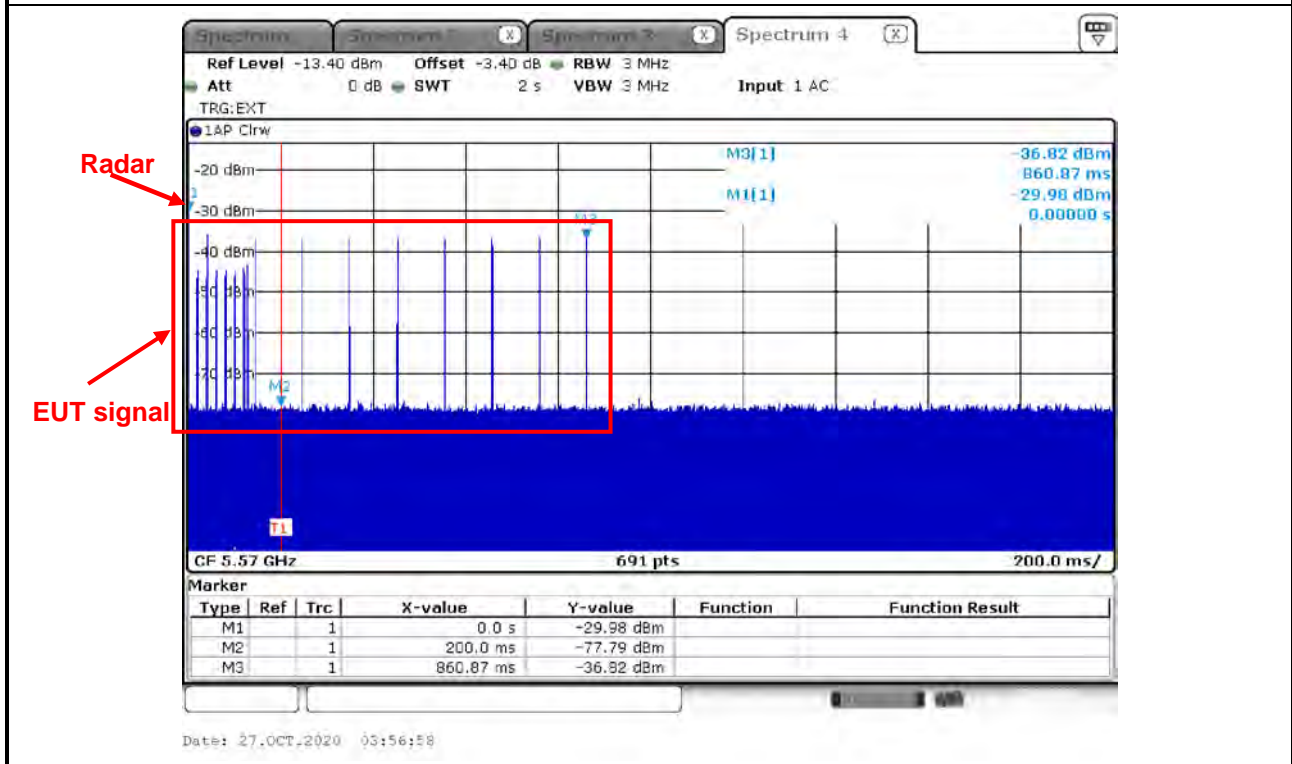 Spectrum Spectrum 2 X Spectrum 3 X Spectrum 4 X
Ref Level -13.40 dBm Offset -3.40 dB RBW 3 MHz
Att 0 dB SWT 2 s VBW 3 MHz Input 1 AC
TRG:EXT
1AP Clrw
Radar
M3[1] -36.82 dBm
860.87 ms
M1[1] -29.98 dBm
0.00000 s
-20 dBm
-30 dBm
M3
-40 dBm
-50 dBm
-60 dBm
-70 dBm
M2
EUT signal
T1
CF 5.57 GHz 691 pts 200.0 ms/
Marker
Type Ref Trc X-value Y-value Function Function Result
M1 1 0.0 s -29.98 dBm
M2 1 200.0 ms -77.79 dBm
M3 1 860.87 ms -36.82 dBm
Date: 27.OCT.2020 03:56:58